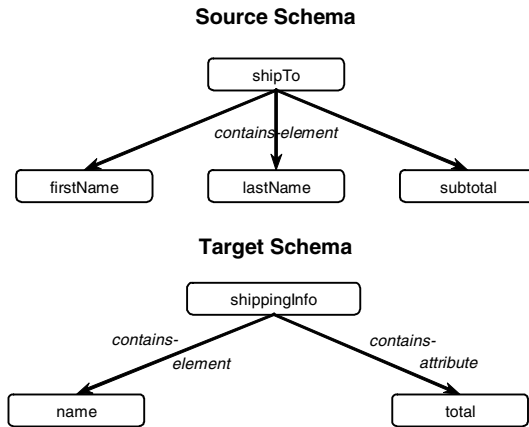 Source Schema
shipTo
contains-element
firstName lastName subtotal
Target Schema
shippingInfo
contains- contains-
element attribute
name total